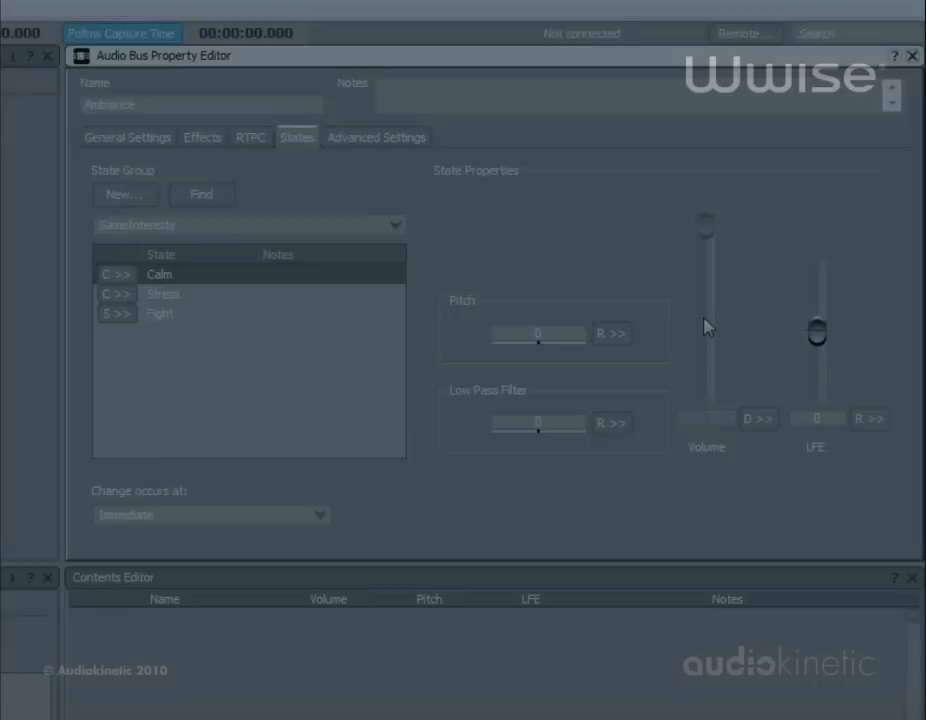 0.000 Follow Capture Time 00:00:00.000 Not connected Remote... Search
1 ? X Audio Bus Property Editor ? X
Wwise
Name Notes
Ambiance
General Settings Effects RTPC States Advanced Settings
State Group State Properties
New... Find
GameIntensity
State Notes
C >> Calm
C >> Stress
S >> Fight
Pitch
0 R >>
Low Pass Filter
0 R >>
D >> 0 R >>
Volume LFE
Change occurs at:
Immediate
1 ? X Contents Editor ? X
Name Volume Pitch LFE Notes
© Audiokinetic 2010
audiokinetic